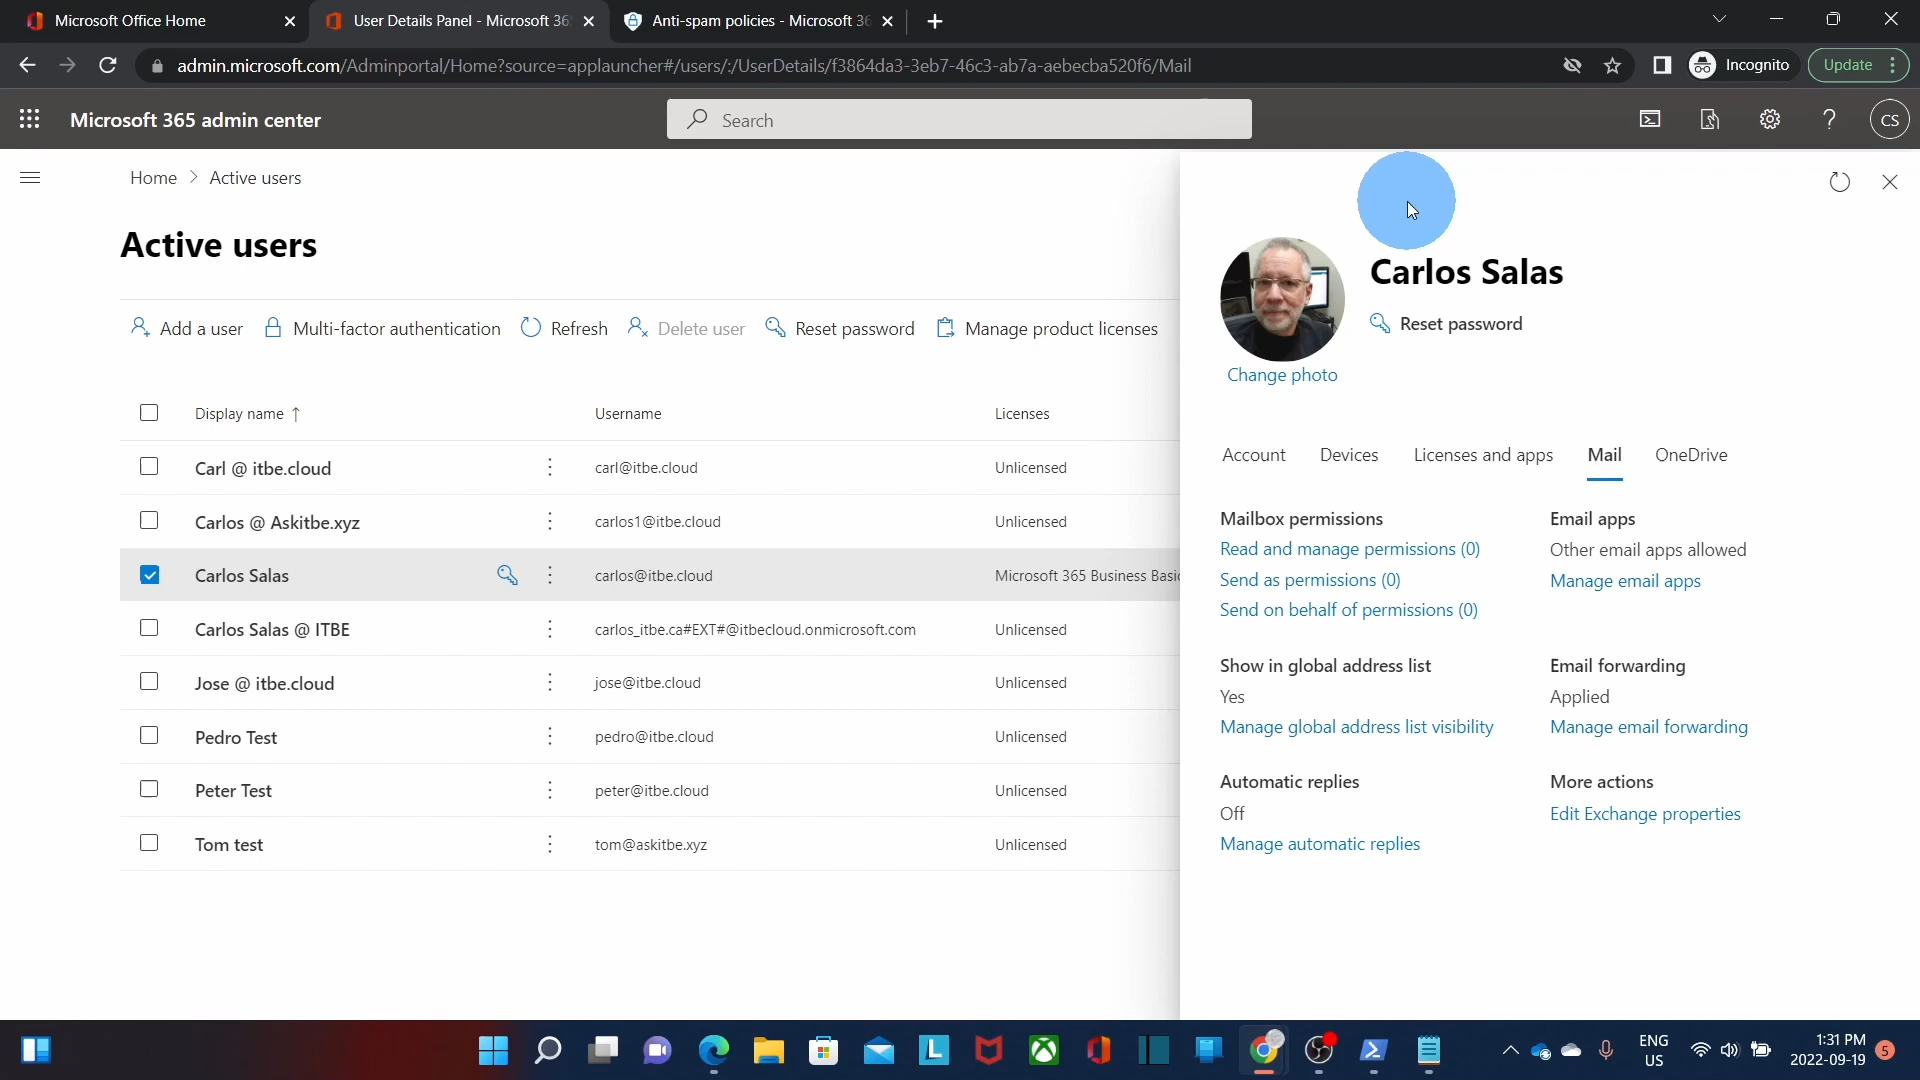 Microsoft Office Home
User Details Panel - Microsoft 36
Anti-spam policies - Microsoft 36
admin.microsoft.com/Adminportal/Home?source=applauncher#/users/:/UserDetails/f3864da3-3eb7-46c3-ab7a-aebecba520f6/Mail
Incognito
Update
Microsoft 365 admin center
Search
CS
Home > Active users
Active users
Add a user
Multi-factor authentication
Refresh
Delete user
Reset password
Manage product licenses
Display name ↑ Username Licenses
Carl @ itbe.cloud carl@itbe.cloud Unlicensed
Carlos @ Askitbe.xyz carlos1@itbe.cloud Unlicensed
Carlos Salas carlos@itbe.cloud Microsoft 365 Business Basic
Carlos Salas @ ITBE carlos_itbe.ca#EXT#@itbecloud.onmicrosoft.com Unlicensed
Jose @ itbe.cloud jose@itbe.cloud Unlicensed
Pedro Test pedro@itbe.cloud Unlicensed
Peter Test peter@itbe.cloud Unlicensed
Tom test tom@askitbe.xyz Unlicensed
Carlos Salas
Reset password
Change photo
Account Devices Licenses and apps Mail OneDrive
Mailbox permissions
Read and manage permissions (0)
Send as permissions (0)
Send on behalf of permissions (0)
Email apps
Other email apps allowed
Manage email apps
Show in global address list
Yes
Manage global address list visibility
Email forwarding
Applied
Manage email forwarding
Automatic replies
Off
Manage automatic replies
More actions
Edit Exchange properties
L
ENG
US
1:31 PM
2022-09-19
5